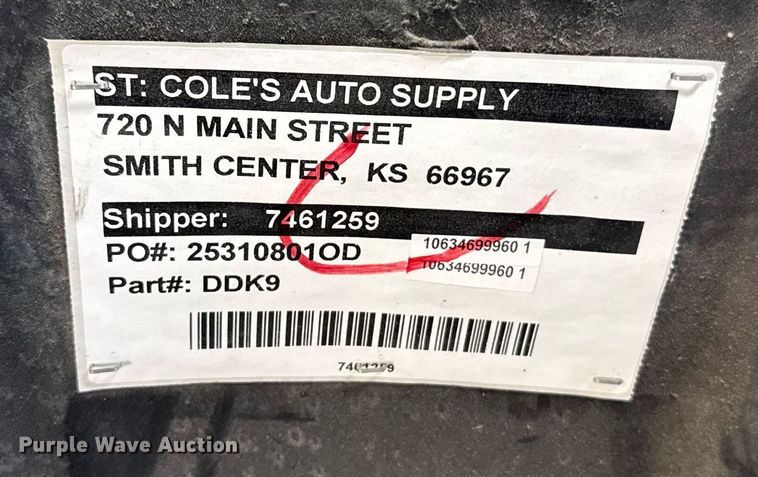 ST: COLE'S AUTO SUPPLY
720 N MAIN STREET
SMITH CENTER, KS 66967
Shipper: 7461259
PO#: 25310801OD
10634699960 1
10634699960 1
Part#: DDK9
7461259
Purple Wave Auction